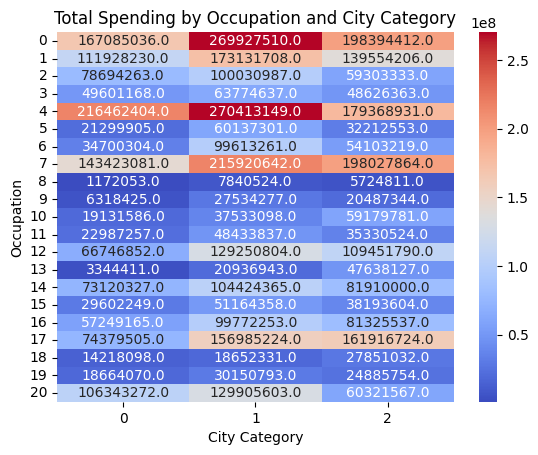 Total Spending by Occupation and City Category
1e8
0 167085036.0 269927510.0 198394412.0
1 111928230.0 173131708.0 139554206.0
2 78694263.0 100030987.0 59303333.0
3 49601168.0 63774637.0 48626363.0
4 216462404.0 270413149.0 179368931.0
5 21299905.0 60137301.0 32212553.0
6 34700304.0 99613261.0 54103219.0
7 143423081.0 215920642.0 198027864.0
8 1172053.0 7840524.0 5724811.0
9 6318425.0 27534277.0 20487344.0
10 19131586.0 37533098.0 59179781.0
11 22987257.0 48433837.0 35330524.0
12 66746852.0 129250804.0 109451790.0
13 3344411.0 20936943.0 47638127.0
14 73120327.0 104424365.0 81910000.0
15 29602249.0 51164358.0 38193604.0
16 57249165.0 99772253.0 81325537.0
17 74379505.0 156985224.0 161916724.0
18 14218098.0 18652331.0 27851032.0
19 18664070.0 30150793.0 24885754.0
20 106343272.0 129905603.0 60321567.0
0 1 2
City Category
Occupation
2.5
2.0
1.5
1.0
0.5